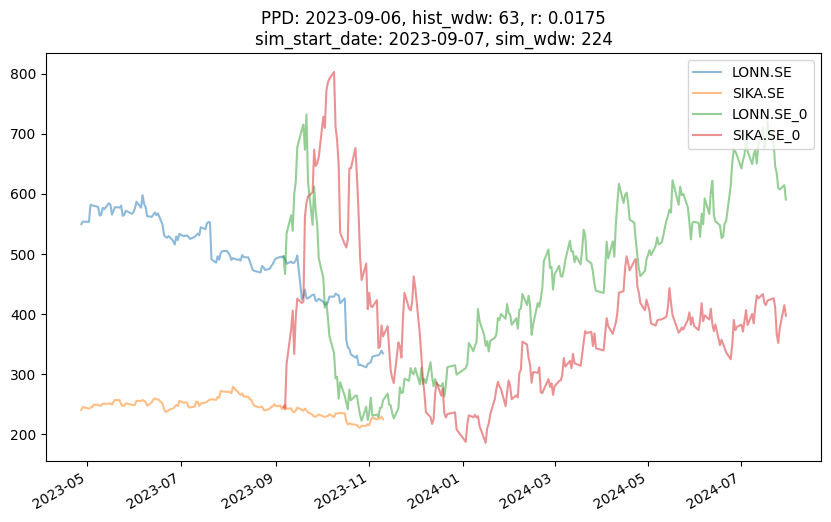 PPD: 2023-09-06, hist_wdw: 63, r: 0.0175
sim_start_date: 2023-09-07, sim_wdw: 224
LONN.SE
SIKA.SE
LONN.SE_0
SIKA.SE_0
800
700
600
500
400
300
200
2023-05
2023-07
2023-09
2023-11
2024-01
2024-03
2024-05
2024-07